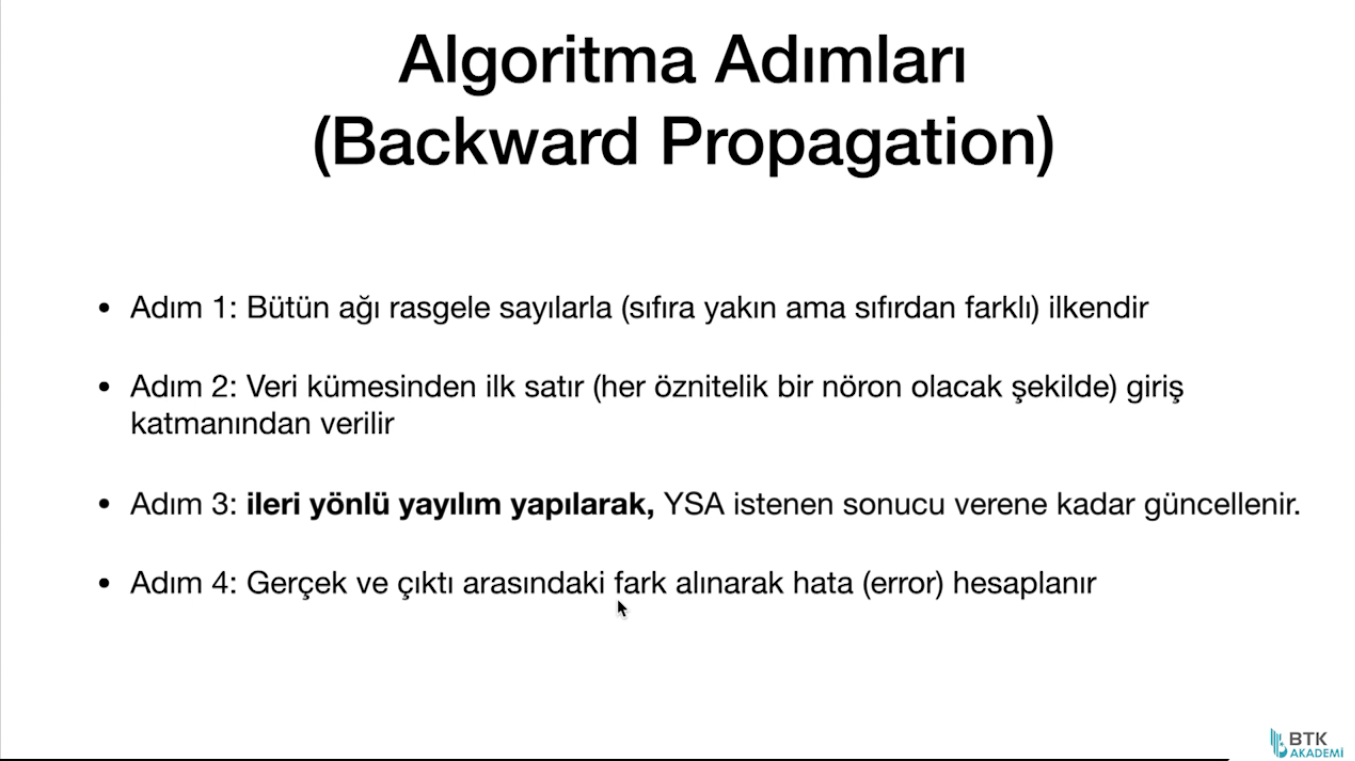 Algoritma Adımları
(Backward Propagation)
• Adım 1: Bütün ağı rasgele sayılarla (sıfıra yakın ama sıfırdan farklı) ilkendir
• Adım 2: Veri kümesinden ilk satır (her öznitelik bir nöron olacak şekilde) giriş
katmanından verilir
• Adım 3: ileri yönlü yayılım yapılarak, YSA istenen sonucu verene kadar güncellenir.
• Adım 4: Gerçek ve çıktı arasındaki fark alınarak hata (error) hesaplanır
BTK
AKADEMİ